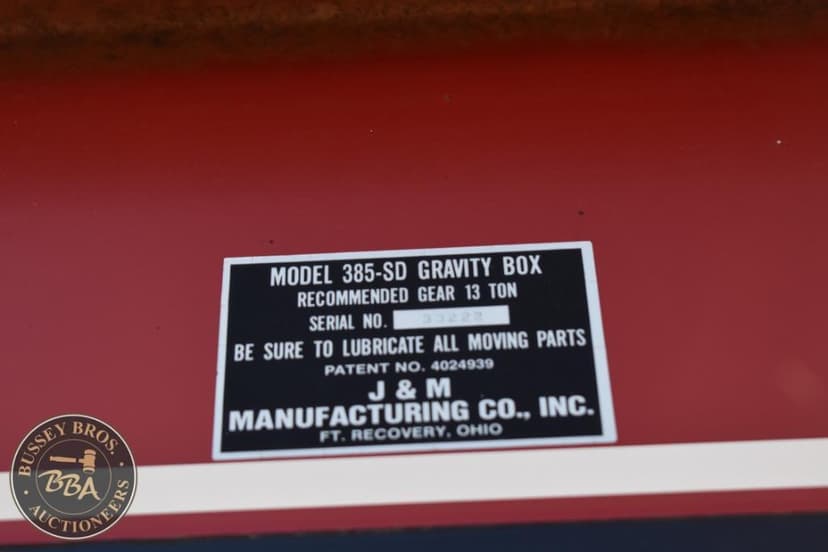 MODEL 385-SD GRAVITY BOX
RECOMMENDED GEAR 13 TON
SERIAL NO.
BE SURE TO LUBRICATE ALL MOVING PARTS
PATENT NO. 4024939
J & M
MANUFACTURING CO., INC.
FT. RECOVERY, OHIO
BUSSEY BROS.
BBA
AUCTIONEERS